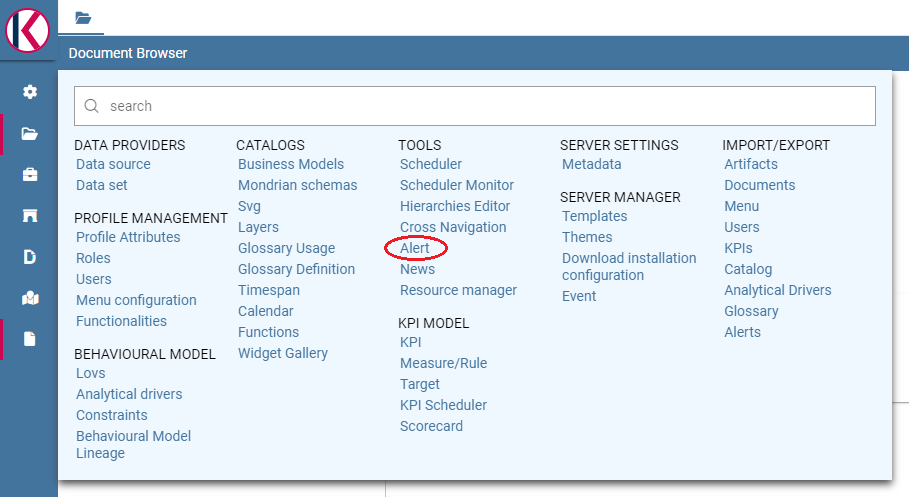 K
Document Browser
search
DATA PROVIDERS
Data source
Data set
PROFILE MANAGEMENT
Profile Attributes
Roles
Users
Menu configuration
Functionalities
BEHAVIOURAL MODEL
Lovs
Analytical drivers
Constraints
Behavioural Model
Lineage
CATALOGS
Business Models
Mondrian schemas
Svg
Layers
Glossary Usage
Glossary Definition
Timespan
Calendar
Functions
Widget Gallery
TOOLS
Scheduler
Scheduler Monitor
Hierarchies Editor
Cross Navigation
Alert
News
Resource manager
KPI MODEL
KPI
Measure/Rule
Target
KPI Scheduler
Scorecard
SERVER SETTINGS
Metadata
SERVER MANAGER
Templates
Themes
Download installation
configuration
Event
IMPORT/EXPORT
Artifacts
Documents
Menu
Users
KPIs
Catalog
Analytical Drivers
Glossary
Alerts